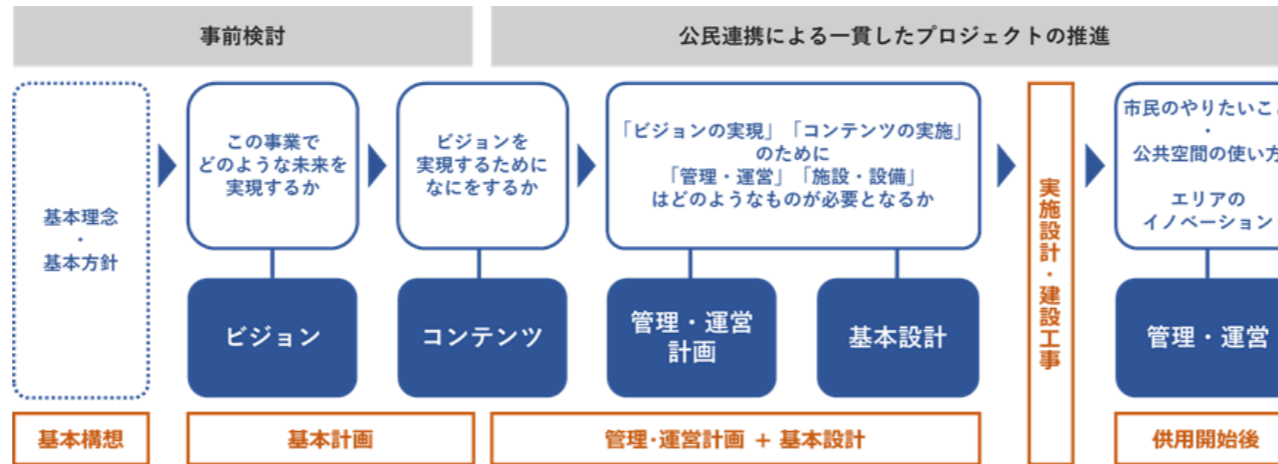 事前検討
公民連携による一貫したプロジェクトの推進
基本理念
・
基本方針
この事業で
どのような未来を
実現するか
ビジョンを
実現するために
なにをするか
「ビジョンの実現」「コンテンツの実施」
のために
「管理・運営」「施設・設備」
はどのようなものが必要となるか
実施設計・建設工事
市民のやりたいこ
・
公共空間の使い方
エリアの
イノベーション
ビジョン
コンテンツ
管理・運営
計画
基本設計
管理・運営
基本構想
基本計画
管理・運営計画 + 基本設計
供用開始後